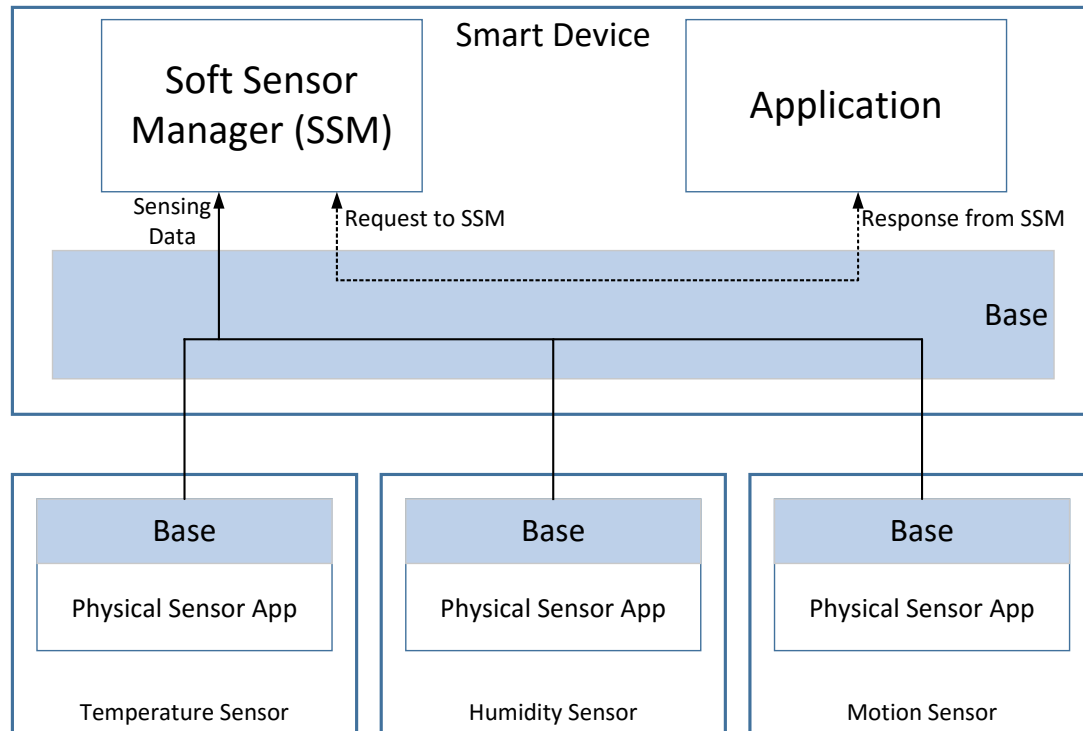 Smart Device
Soft Sensor
Manager (SSM)
Application
Sensing
Data
Request to SSM
Response from SSM
Base
Base
Physical Sensor App
Temperature Sensor
Base
Physical Sensor App
Humidity Sensor
Base
Physical Sensor App
Motion Sensor